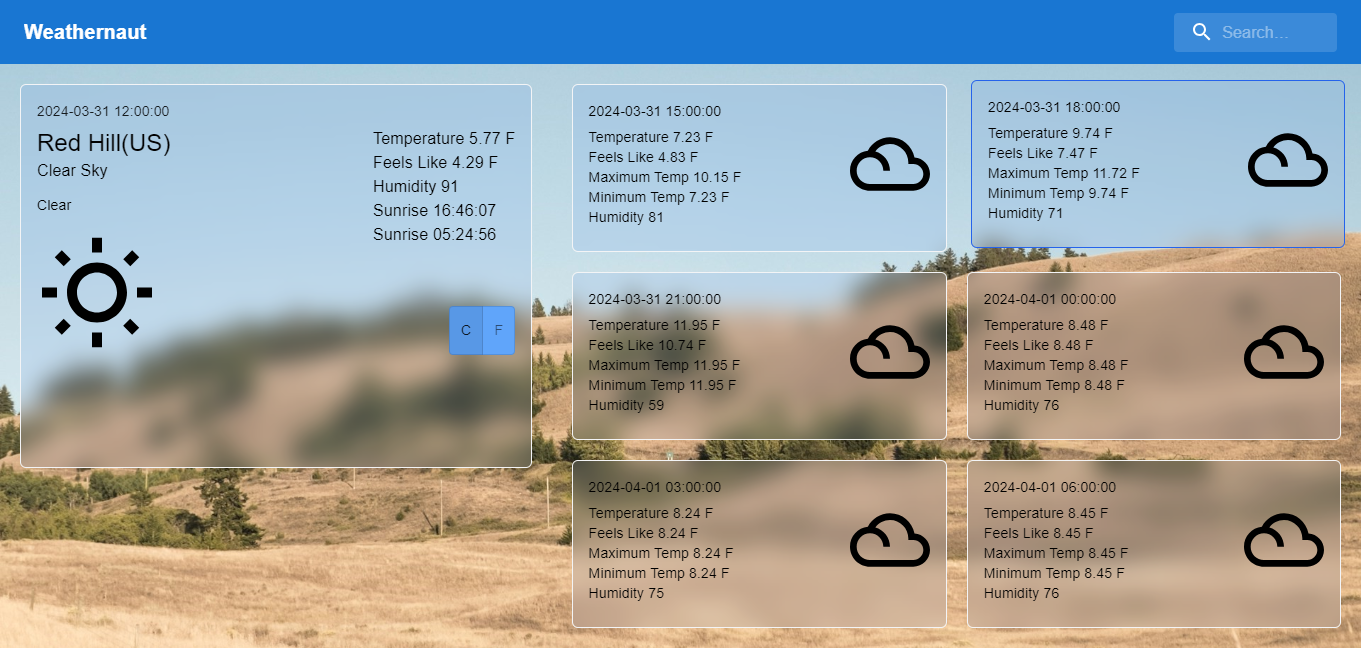 Weathernaut
Search...
2024-03-31 12:00:00
Red Hill(US)
Clear Sky
Clear
Temperature 5.77 F
Feels Like 4.29 F
Humidity 91
Sunrise 16:46:07
Sunrise 05:24:56
C F
2024-03-31 15:00:00
Temperature 7.23 F
Feels Like 4.83 F
Maximum Temp 10.15 F
Minimum Temp 7.23 F
Humidity 81
2024-03-31 18:00:00
Temperature 9.74 F
Feels Like 7.47 F
Maximum Temp 11.72 F
Minimum Temp 9.74 F
Humidity 71
2024-03-31 21:00:00
Temperature 11.95 F
Feels Like 10.74 F
Maximum Temp 11.95 F
Minimum Temp 11.95 F
Humidity 59
2024-04-01 00:00:00
Temperature 8.48 F
Feels Like 8.48 F
Maximum Temp 8.48 F
Minimum Temp 8.48 F
Humidity 76
2024-04-01 03:00:00
Temperature 8.24 F
Feels Like 8.24 F
Maximum Temp 8.24 F
Minimum Temp 8.24 F
Humidity 75
2024-04-01 06:00:00
Temperature 8.45 F
Feels Like 8.45 F
Maximum Temp 8.45 F
Minimum Temp 8.45 F
Humidity 76